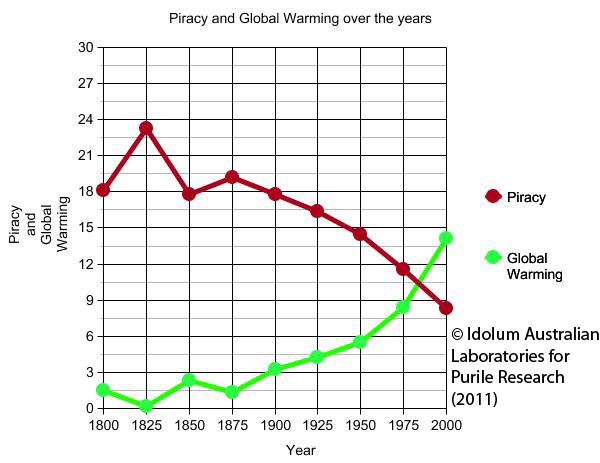 Piracy and Global Warming over the years
30
27
24
21
18
15
12
9
6
3
0
Piracy
and
Global
Warming
1800 1825 1850 1875 1900 1925 1950 1975 2000
Year
Piracy
Global
Warming
© Idolum Australian
Laboratories for
Purile Research
(2011)